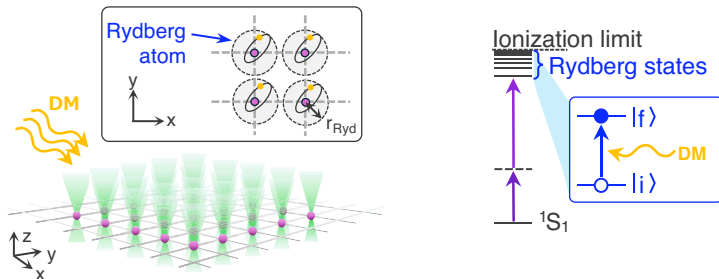 Rydberg
atom
y
x
r_Ryd
DM
z
y
x
Ionization limit
Rydberg states
|f⟩
DM
|i⟩
¹S₁